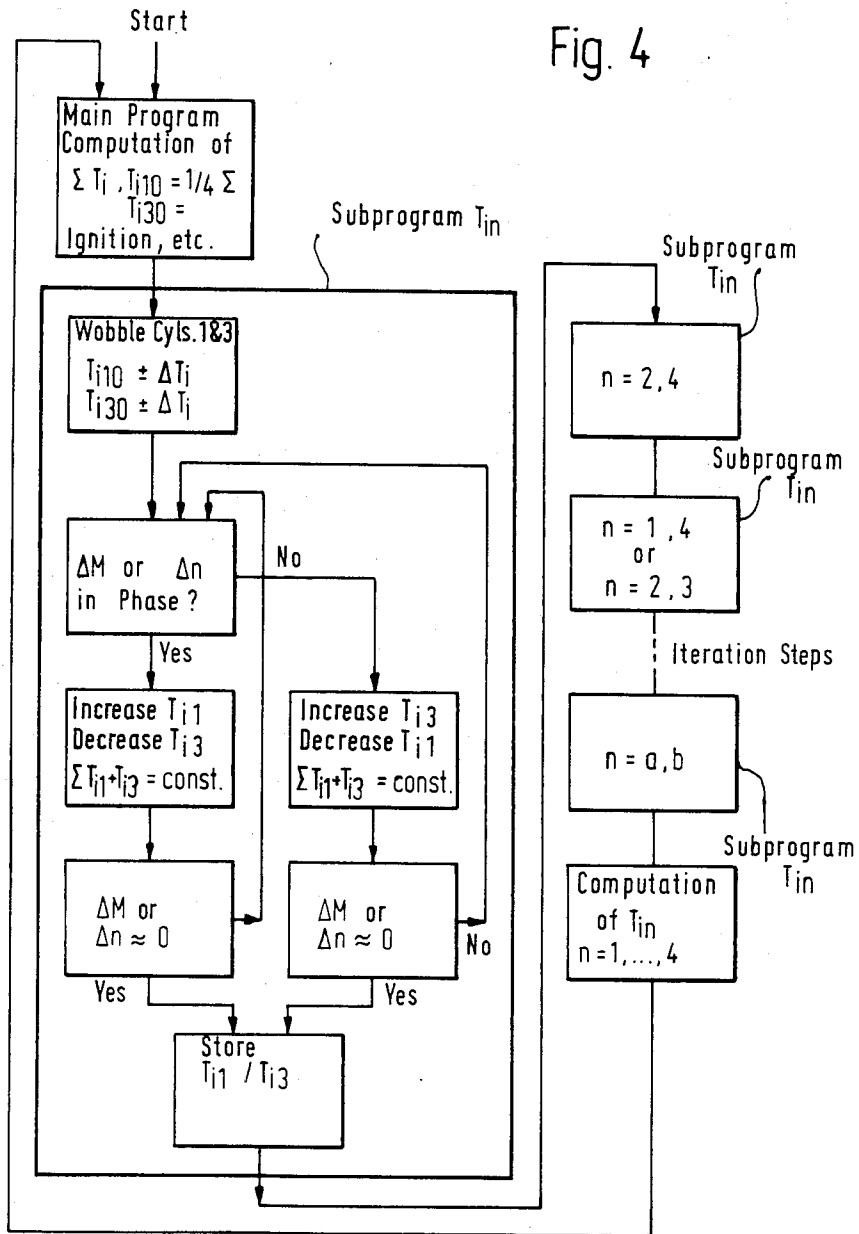 Start
Fig. 4
Main Program
Computation of
Σ Ti , Ti10 = 1/4 Σ
Ti30 =
Ignition, etc.
Subprogram Tin
Wobble Cyls. 1&3
Ti10 ± ΔTi
Ti30 ± ΔTi
ΔM or Δn
in Phase ?
No
Yes
Increase Ti1
Decrease Ti3
ΣTi1+Ti3 = const.
Increase Ti3
Decrease Ti1
ΣTi1+Ti3 = const.
ΔM or
Δn ≈ 0
ΔM or
Δn ≈ 0
No
Yes
Yes
Store
Ti1 / Ti3
Subprogram
Tin
n = 2,4
Subprogram
Tin
n = 1,4
or
n = 2,3
Iteration Steps
n = a,b
Subprogram
Tin
Computation
of Tin
n=1,...,4